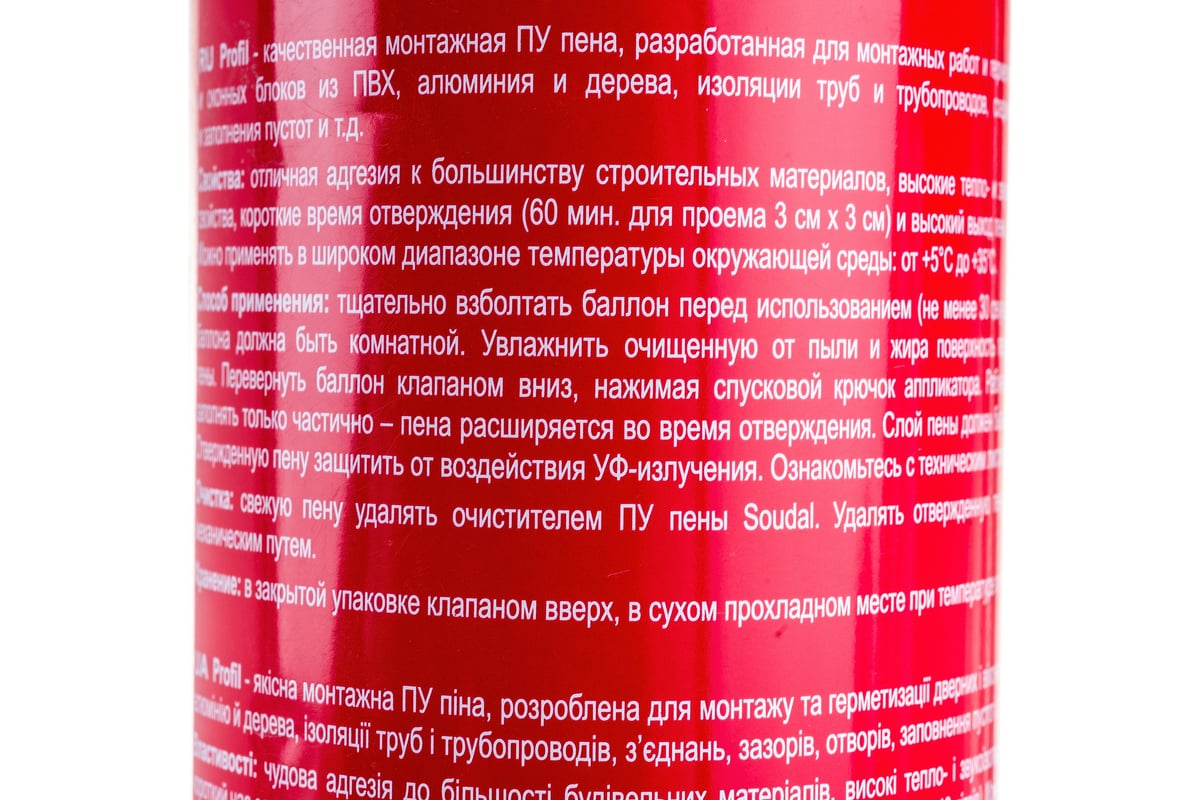 RU Profil - качественная монтажная ПУ пена, разработанная для монтажных работ и
и оконных блоков из ПВХ, алюминия и дерева, изоляции труб и трубопроводов,
и заполнения пустот и т.д.
Свойства: отличная адгезия к большинству строительных материалов, высокие тепло- и
свойства, короткие время отверждения (60 мин. для проема 3 см х 3 см) и высокий выход
Можно применять в широком диапазоне температуры окружающей среды: от +5°С до +35°С.
Способ применения: тщательно взболтать баллон перед использованием (не менее 30
баллона должна быть комнатной. Увлажнить очищенную от пыли и жира поверхность
пены. Перевернуть баллон клапаном вниз, нажимая спусковой крючок аппликатора.
заполнять только частично – пена расширяется во время отверждения. Слой пены должен
Отвержденную пену защитить от воздействия УФ-излучения. Ознакомьтесь с техническим
Очистка: свежую пену удалять очистителем ПУ пены Soudal. Удалять отвержденную
механическим путем.
Хранение: в закрытой упаковке клапаном вверх, в сухом прохладном месте при температуре
UA Profil - якісна монтажна ПУ піна, розроблена для монтажу та герметизації дверних і
алюмінію й дерева, ізоляції труб і трубопроводів, з’єднань, зазорів, отворів, заповнення
Властивості: чудова адгезія до більшості будівельних матеріалів, високі тепло- і